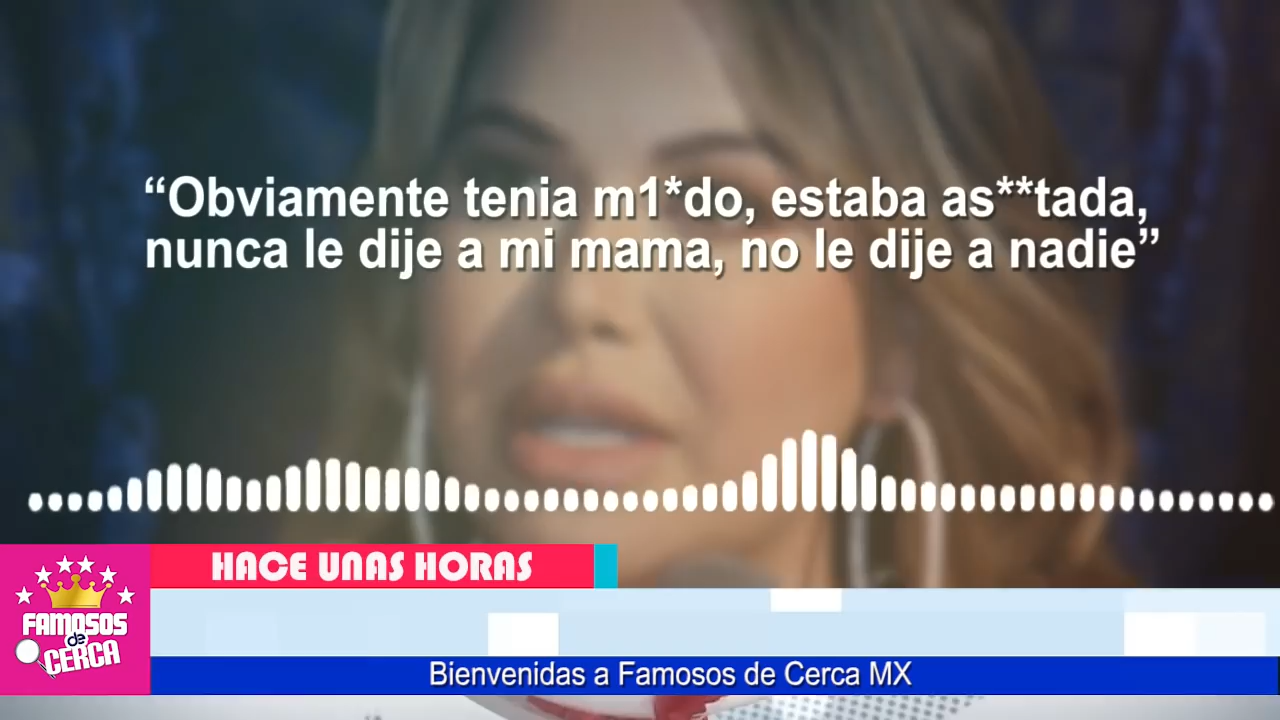 “Obviamente tenia m1*do, estaba as**tada,
nunca le dije a mi mama, no le dije a nadie”
HACE UNAS HORAS
FAMOSOS
de
CERCA
Bienvenidas a Famosos de Cerca MX